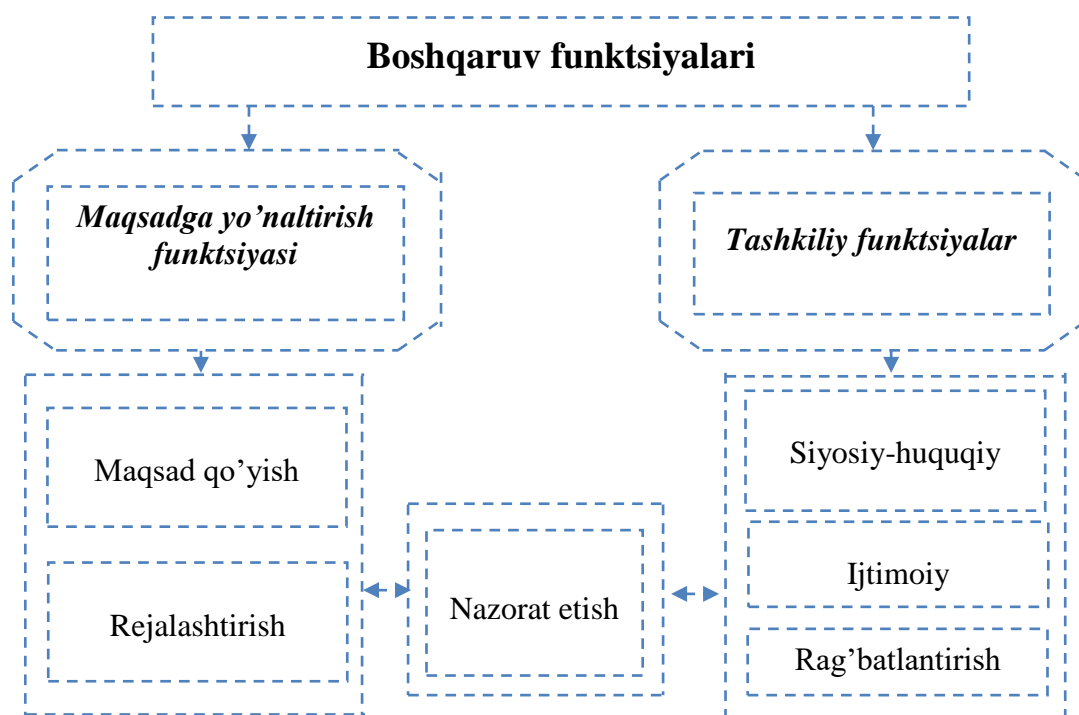 Boshqaruv funktsiyalari
Maqsadga yo’naltirish
funktsiyasi
Tashkiliy funktsiyalar
Maqsad qo’yish
Rejalashtirish
Nazorat etish
Siyosiy-huquqiy
Ijtimoiy
Rag’batlantirish